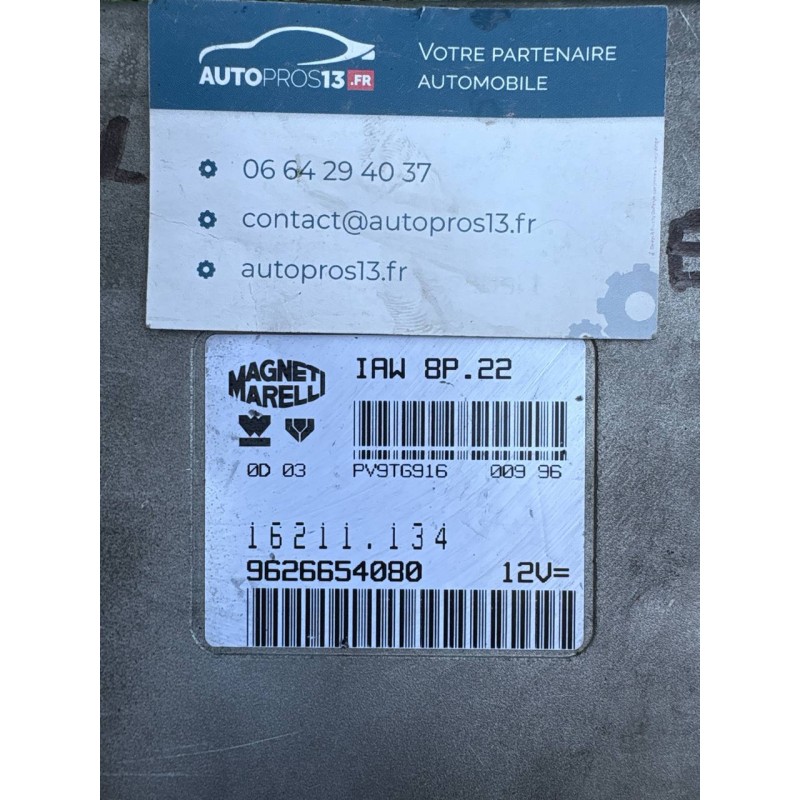 AUTOPROS13.FR
VOTRE PARTENAIRE
AUTOMOBILE
06 64 29 40 37
contact@autopros13.fr
autopros13.fr
MAGNETI
MARELLI
IAW 8P.22
0D 03
PV9T6916
009 96
16211.134
9626654080
12V=